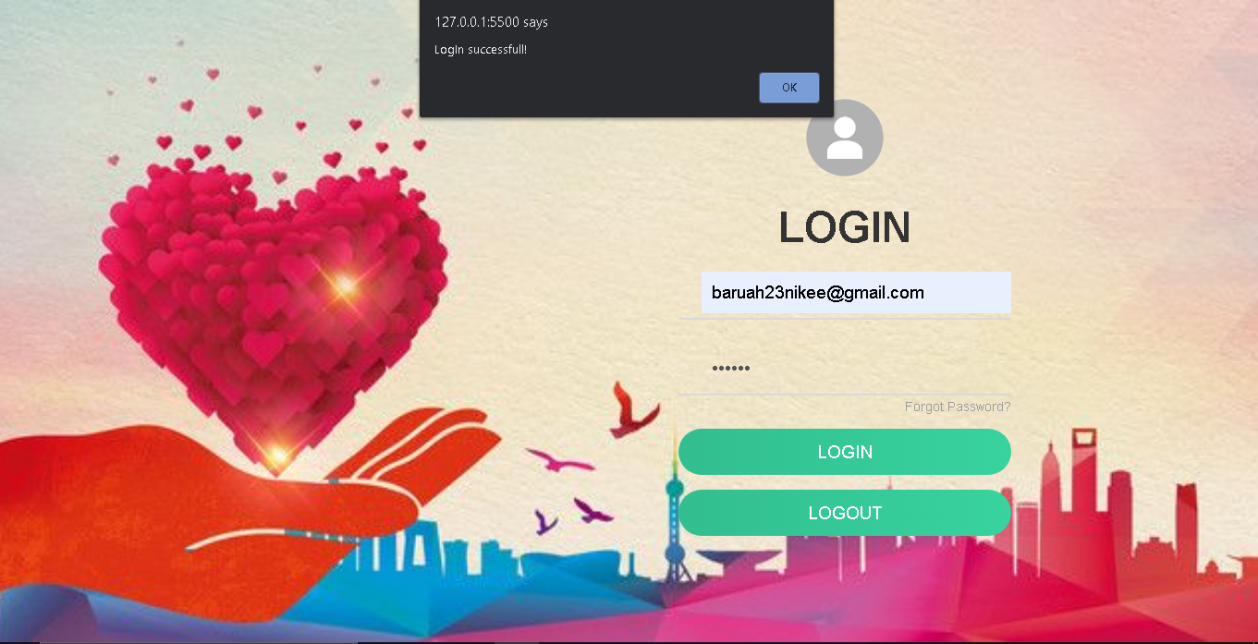 127.0.0.1:5500 says
Login successfull!
OK
LOGIN
baruah23nikee@gmail.com
••••••
Forgot Password?
LOGIN
LOGOUT